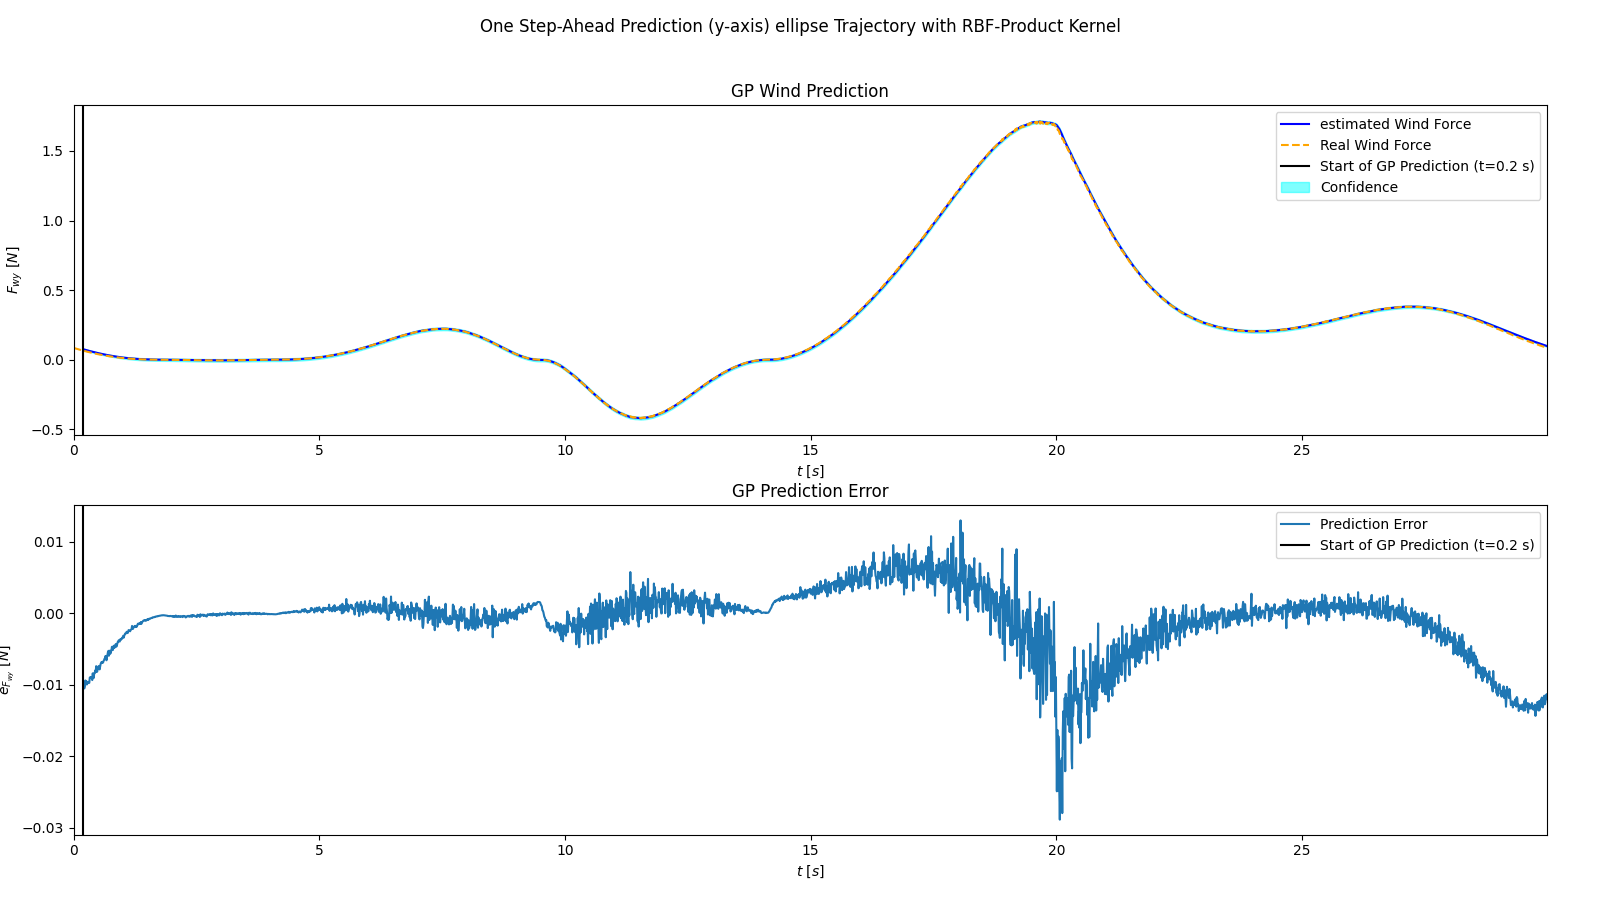 One Step-Ahead Prediction (y-axis) ellipse Trajectory with RBF-Product Kernel
GP Wind Prediction
F_wy [N]
1.5
1.0
0.5
0.0
−0.5
estimated Wind Force
Real Wind Force
Start of GP Prediction (t=0.2 s)
Confidence
0 5 10 15 20 25
t [s]
GP Prediction Error
e_F_wy [N]
0.01
0.00
−0.01
−0.02
−0.03
Prediction Error
Start of GP Prediction (t=0.2 s)
0 5 10 15 20 25
t [s]